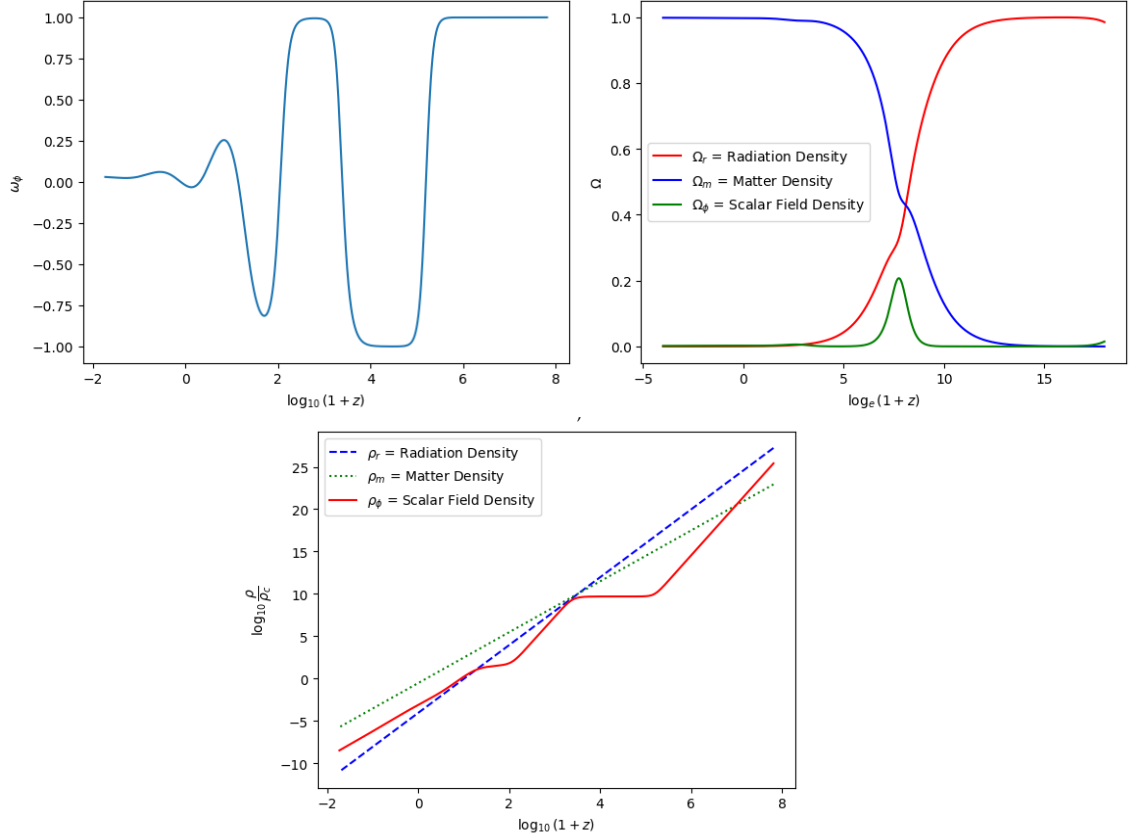 1.00
0.75
0.50
0.25
0.00
−0.25
−0.50
−0.75
−1.00
ω_ϕ
−2 0 2 4 6 8
log₁₀ (1 + z)
1.0
0.8
0.6
0.4
0.2
0.0
Ω
Ω_r = Radiation Density
Ω_m = Matter Density
Ω_ϕ = Scalar Field Density
−5 0 5 10 15
log_e (1 + z)
,
25
20
15
10
5
0
−5
−10
log₁₀ ρ/ρ_c
ρ_r = Radiation Density
ρ_m = Matter Density
ρ_ϕ = Scalar Field Density
−2 0 2 4 6 8
log₁₀ (1 + z)